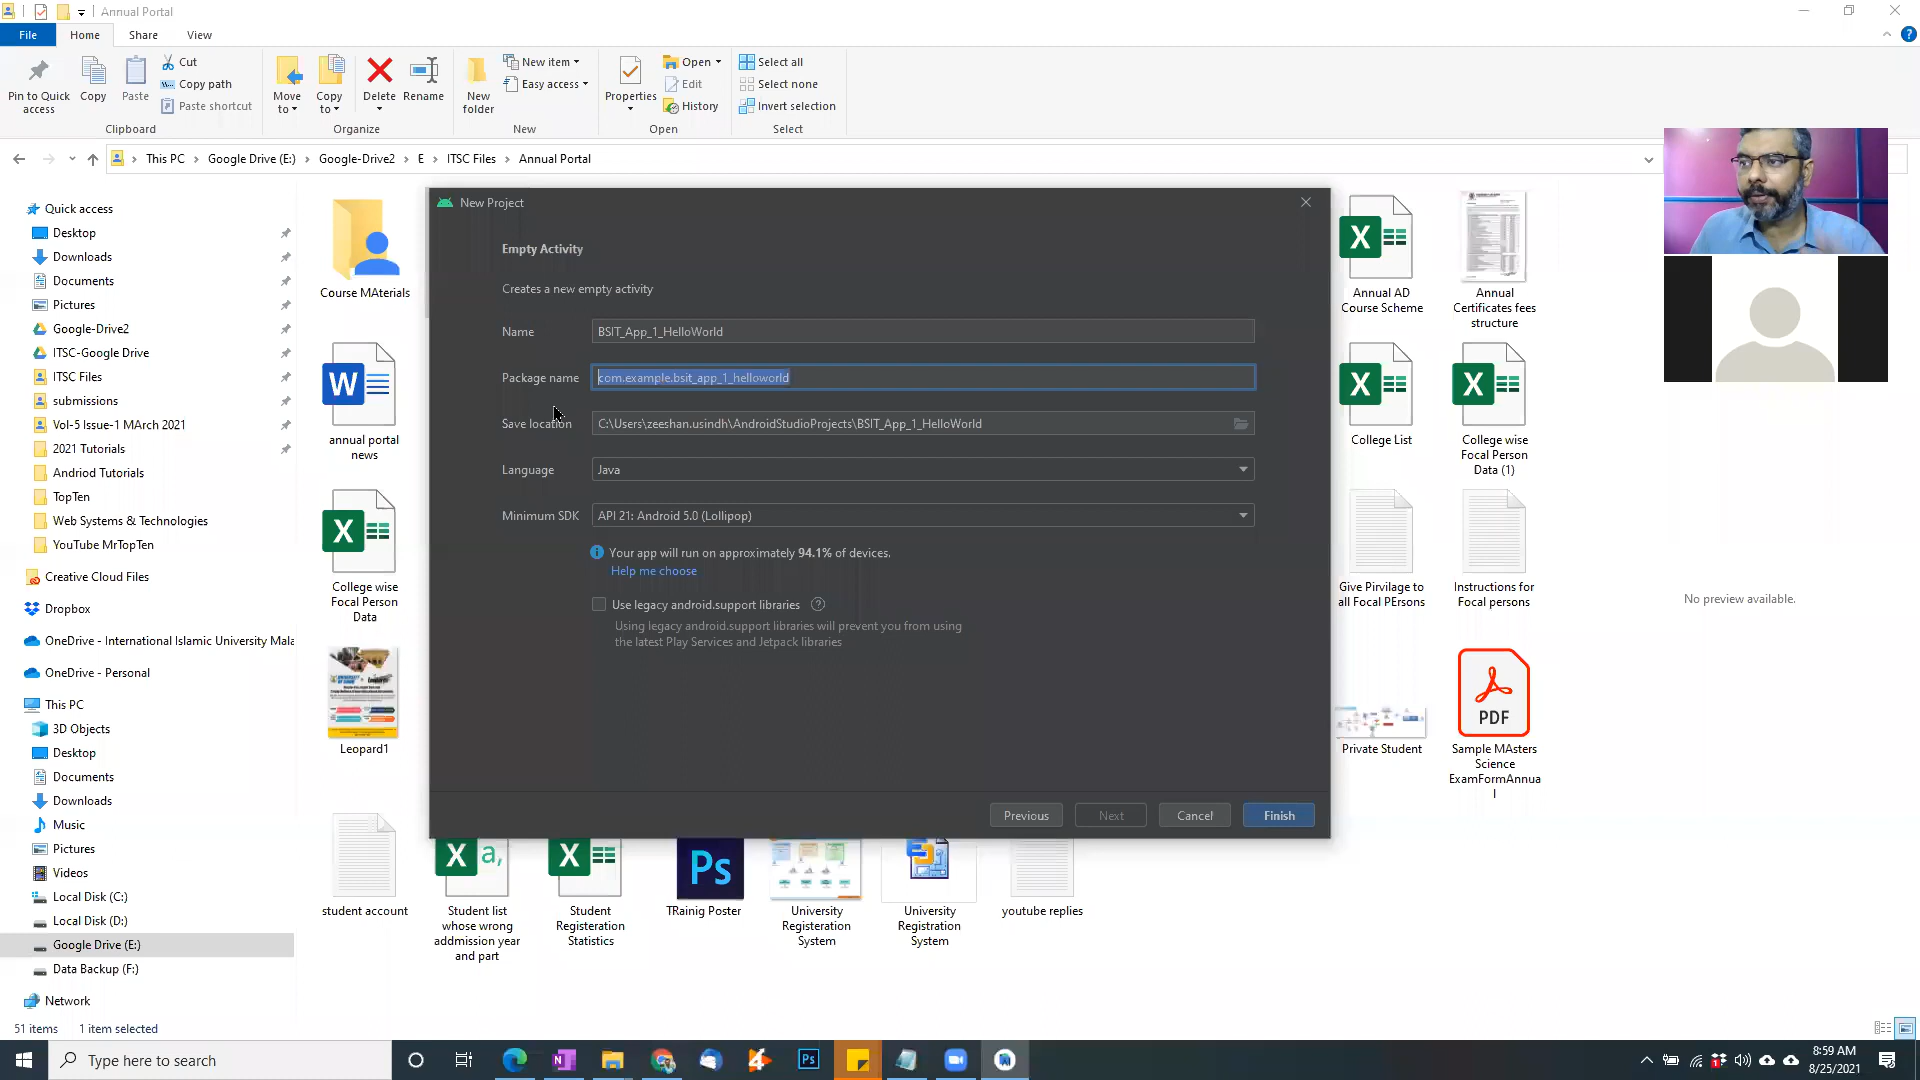 Annual Portal
File
Home
Share
View
Pin to Quick
access
Copy
Paste
Cut
Copy path
Paste shortcut
Clipboard
Move
to
Copy
to
Delete
Rename
Organize
New
folder
New item
Easy access
New
Properties
Open
Edit
History
Open
Select all
Select none
Invert selection
Select
This PC > Google Drive (E:) > Google-Drive2 > E > ITSC Files > Annual Portal
Quick access
Desktop
Downloads
Documents
Pictures
Google-Drive2
ITSC-Google Drive
ITSC Files
submissions
Vol-5 Issue-1 MArch 2021
2021 Tutorials
Andriod Tutorials
TopTen
Web Systems & Technologies
YouTube MrTopTen
Creative Cloud Files
Dropbox
OneDrive - International Islamic University Mala
OneDrive - Personal
This PC
3D Objects
Desktop
Documents
Downloads
Music
Pictures
Videos
Local Disk (C:)
Local Disk (D:)
Google Drive (E:)
Data Backup (F:)
Network
Course MAterials
annual portal
news
College wise
Focal Person
Data
Leopard1
student account
New Project
Empty Activity
Creates a new empty activity
Name
BSIT_App_1_HelloWorld
Package name
com.example.bsit_app_1_helloworld
Save location
C:\Users\zeeshan.usindh\AndroidStudioProjects\BSIT_App_1_HelloWorld
Language
Java
Minimum SDK
API 21: Android 5.0 (Lollipop)
Your app will run on approximately 94.1% of devices.
Help me choose
Use legacy android.support libraries
Using legacy android.support libraries will prevent you from using
the latest Play Services and Jetpack libraries
Previous
Next
Cancel
Finish
Annual AD
Course Scheme
Annual
Certificates fees
structure
College List
College wise
Focal Person
Data (1)
Give Pirvilage to
all Focal PErsons
Instructions for
Focal persons
Private Student
PDF
Sample MAsters
Science
ExamFormAnnua
l
No preview available.
Student list
whose wrong
addmission year
and part
Student
Registration
Statistics
Ps
TRainig Poster
University
Registeration
System
University
Registration
System
youtube replies
51 items
1 item selected
Type here to search
8:59 AM
8/25/2021